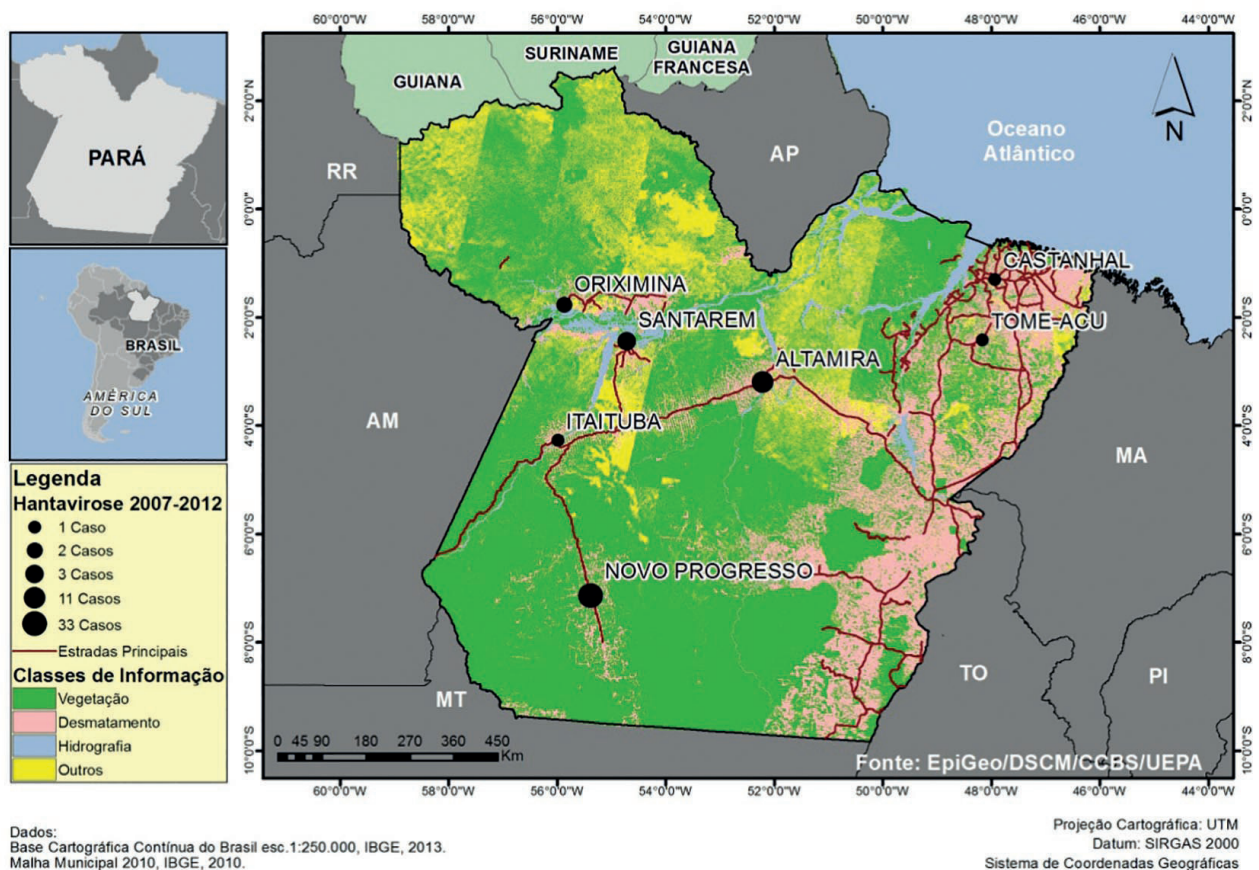 60°0'0"W 58°0'0"W 56°0'0"W 54°0'0"W 52°0'0"W 50°0'0"W 48°0'0"W 46°0'0"W 44°0'0"W
PARÁ
BRASIL
AMÉRICA
DO SUL
Legenda
Hantavirose 2007-2012
1 Caso
2 Casos
3 Casos
11 Casos
33 Casos
Estradas Principais
Classes de Informação
Vegetação
Desmatamento
Hidrografia
Outros
SURINAME
GUIANA
FRANCESA
GUIANA
N
Oceano
Atlântico
RR
AP
CASTANHAL
ORIXIMINA
SANTAREM
TOME-ACU
ALTAMIRA
AM
ITAITUBA
MA
NOVO PROGRESSO
MT
TO
PI
0 45 90 180 270 360 450
Km
Fonte: EpiGeo/DSCM/CCBS/UEPA
2°0'0"N
0°0'0"
2°0'0"S
4°0'0"S
6°0'0"S
8°0'0"S
10°0'0"S
2°0'0"N
0°0'0"
2°0'0"S
4°0'0"S
6°0'0"S
8°0'0"S
10°0'0"S
60°0'0"W 58°0'0"W 56°0'0"W 54°0'0"W 52°0'0"W 50°0'0"W 48°0'0"W 46°0'0"W 44°0'0"W
Dados:
Base Cartográfica Contínua do Brasil esc.1:250.000, IBGE, 2013.
Malha Municipal 2010, IBGE, 2010.
Projeção Cartográfica: UTM
Datum: SIRGAS 2000
Sistema de Coordenadas Geográficas